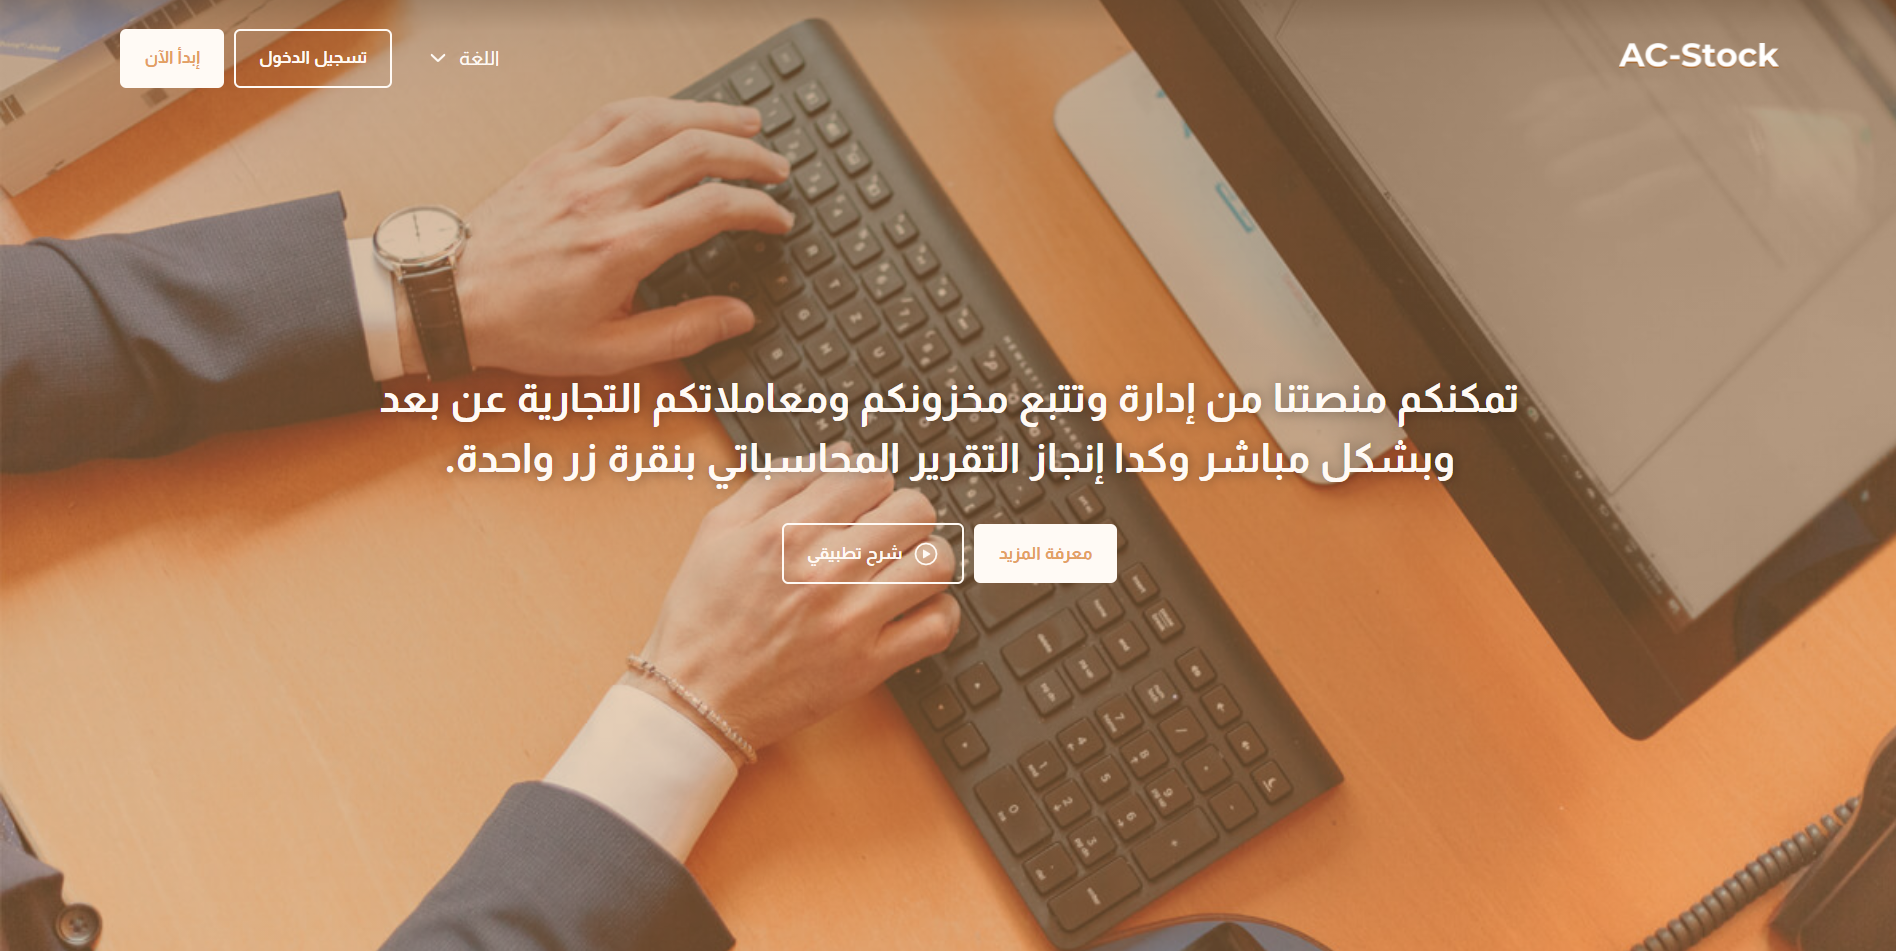 AC-Stock
اللغة
تسجيل الدخول
إبدأ الآن
تمكنكم منصتنا من إدارة وتتبع مخزونكم ومعاملاتكم التجارية عن بعد
وبشكل مباشر وكدا إنجاز التقرير المحاسباتي بنقرة زر واحدة.
معرفة المزيد
شرح تطبيقي